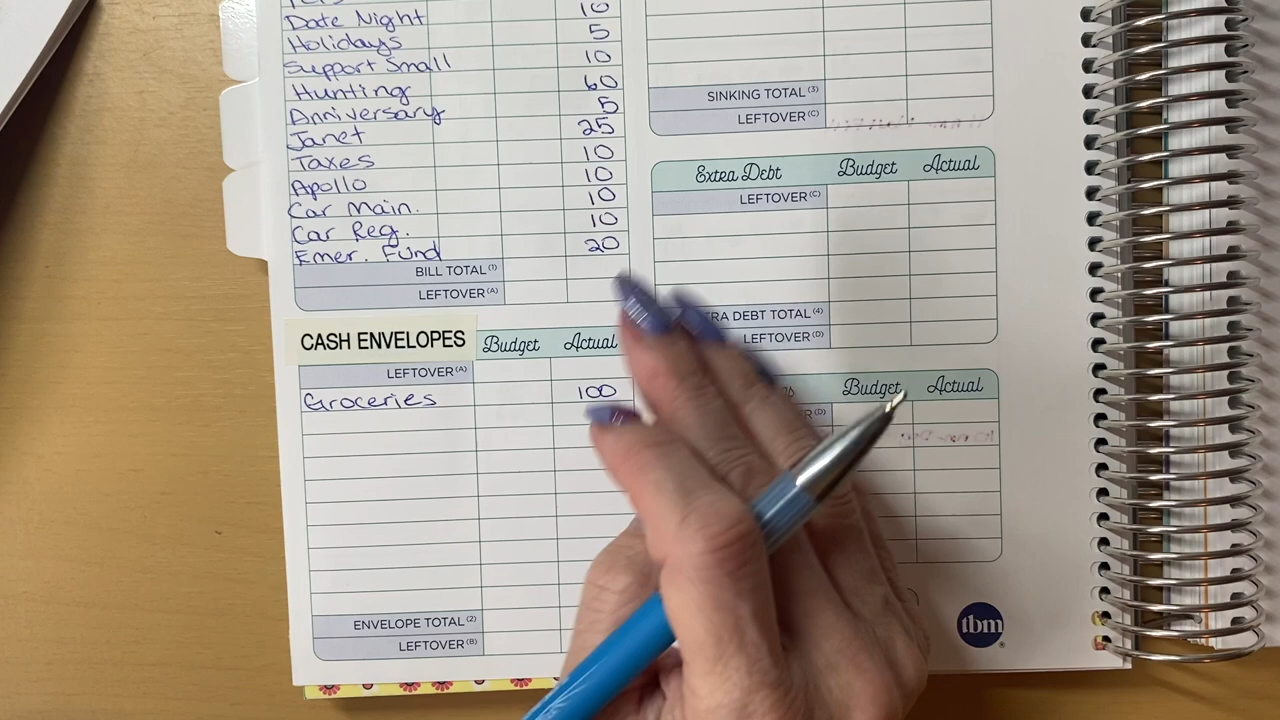 10
Date Night 5
Holidays 10
Support Small 60
Hunting 5
Anniversary 25
Janet 10
Taxes 10
Apollo 10
Car Main. 10
Car Reg. 20
Emer. Fund
BILL TOTAL (1)
LEFTOVER (A)
CASH ENVELOPES Budget Actual
LEFTOVER (A)
Groceries 100
ENVELOPE TOTAL (2)
LEFTOVER (B)
SINKING TOTAL (3)
LEFTOVER (C)
Extra Debt Budget Actual
LEFTOVER (C)
DEBT TOTAL (4)
LEFTOVER (D)
Budget Actual
(D)
tbm